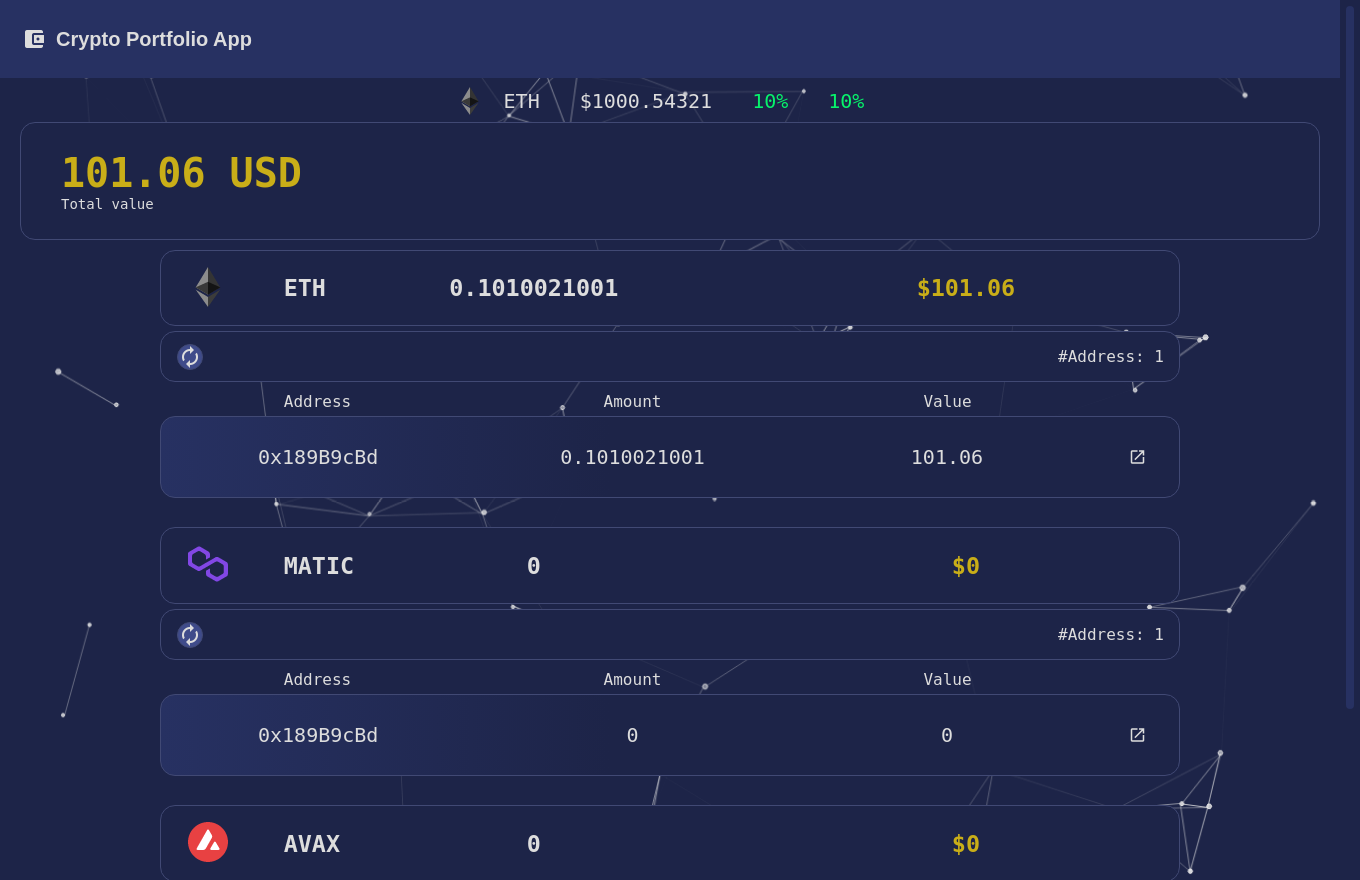 Crypto Portfolio App
ETH $1000.54321 10% 10%
101.06 USD
Total value
ETH 0.1010021001 $101.06
#Address: 1
Address Amount Value
0x189B9cBd 0.1010021001 101.06
MATIC 0 $0
#Address: 1
Address Amount Value
0x189B9cBd 0 0
AVAX 0 $0